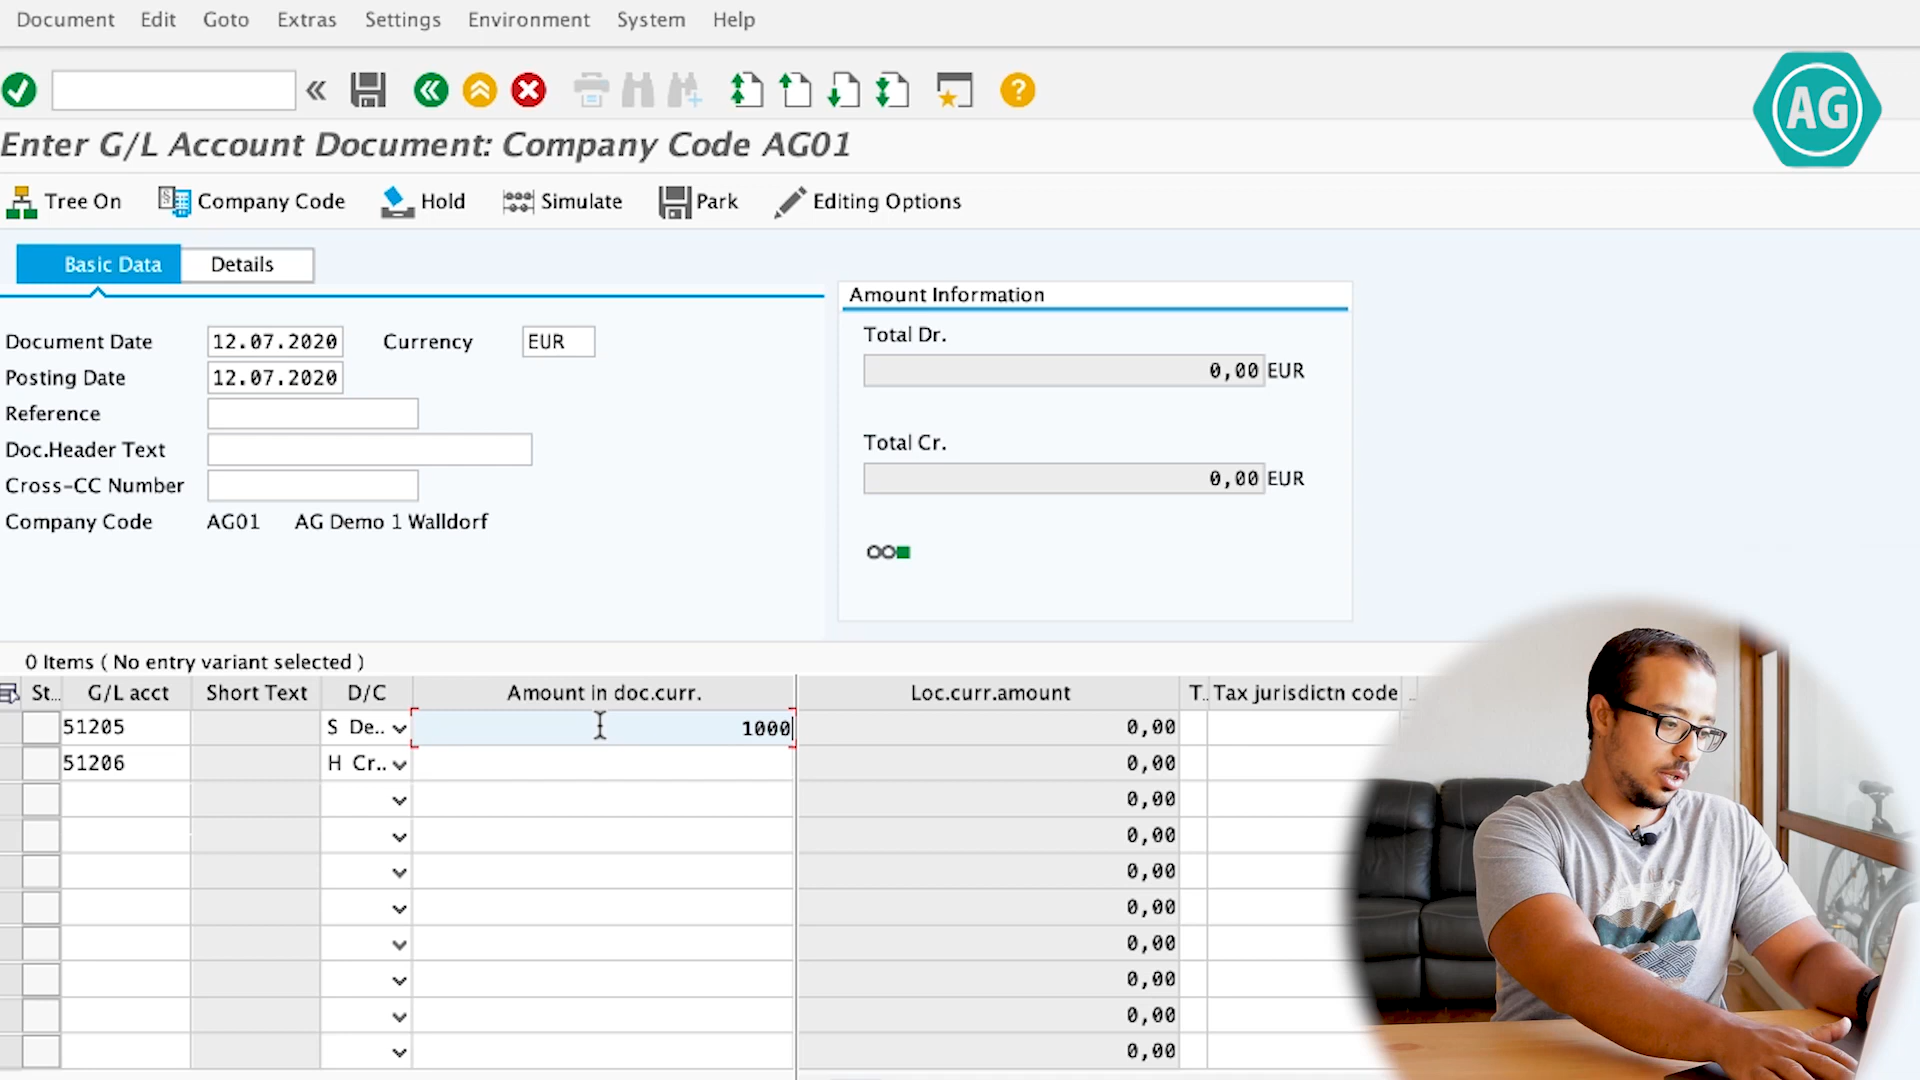 Document Edit Goto Extras Settings Environment System Help
AG
Enter G/L Account Document: Company Code AG01
Tree On Company Code Hold Simulate Park Editing Options
Basic Data Details
Amount Information
Document Date 12.07.2020 Currency EUR
Total Dr.
Posting Date 12.07.2020
0,00 EUR
Reference
Doc.Header Text
Total Cr.
Cross-CC Number
0,00 EUR
Company Code AG01 AG Demo 1 Walldorf
0 Items ( No entry variant selected )
St.. G/L acct Short Text D/C Amount in doc.curr. Loc.curr.amount T.. Tax jurisdictn code ..
51205 S De.. 1000 0,00
51206 H Cr.. 0,00
0,00
0,00
0,00
0,00
0,00
0,00
0,00
0,00